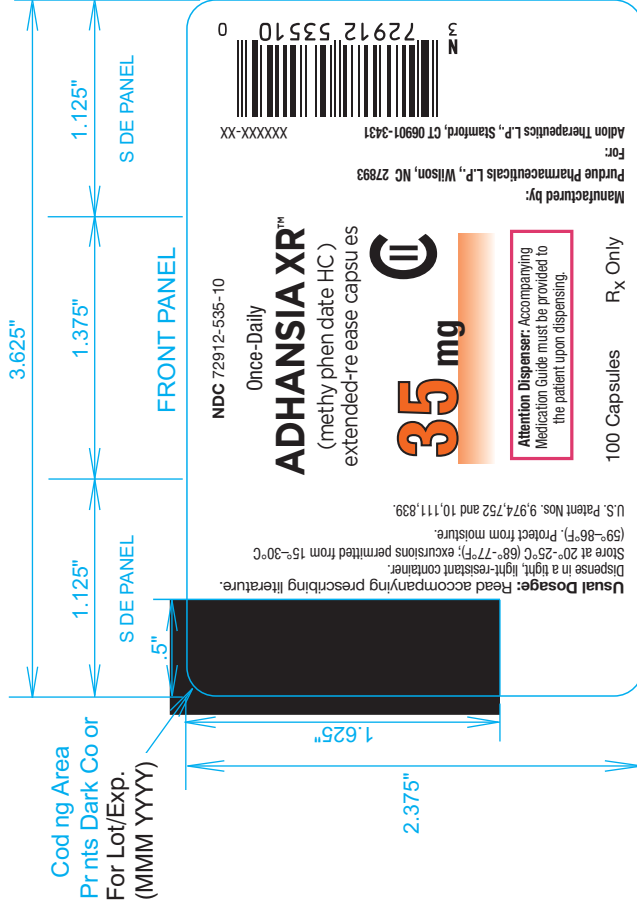 3.625"
1.125"
1.375"
1.125"
S DE PANEL
FRONT PANEL
S DE PANEL
.5"
1.625"
2.375"
Cod ng Area
Pr nts Dark Co or
For Lot/Exp.
(MMM YYYY)
Usual Dosage: Read accompanying prescribing literature.
Dispense in a tight, light-resistant container.
Store at 20°-25°C (68°-77°F); excursions permitted from 15°–30°C
(59°–86°F). Protect from moisture.
U.S. Patent Nos. 9,974,752 and 10,111,839.
NDC 72912-535-10
Once-Daily
ADHANSIA XR™
(methy phen date HC )
extended-re ease capsu es
35 mg
CII
Attention Dispenser: Accompanying
Medication Guide must be provided to
the patient upon dispensing.
100 Capsules
Rx Only
Manufactured by:
Purdue Pharmaceuticals L.P., Wilson, NC 27893
For:
Adlon Therapeutics L.P., Stamford, CT 06901-3431
XXXXXX-XX
N
3 72912 53510 0